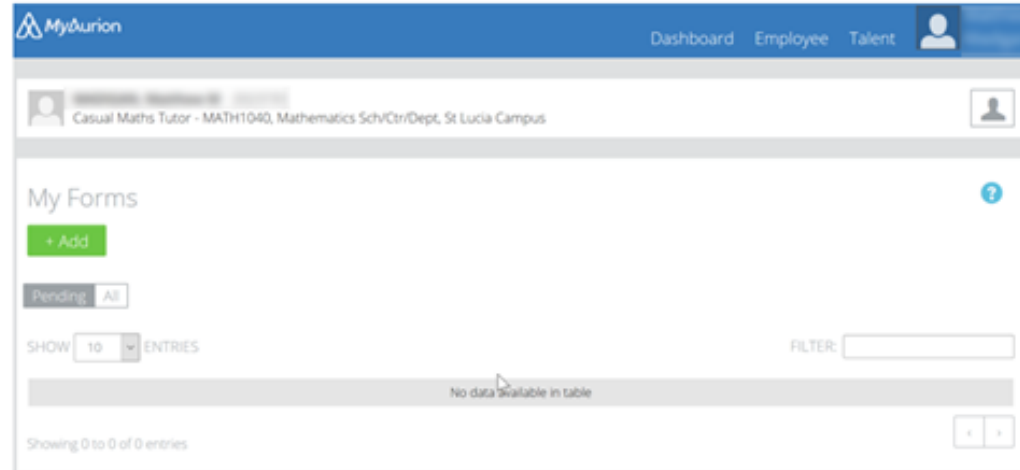 MyAurion
Dashboard Employee Talent
Casual Maths Tutor - MATH1040, Mathematics Sch/Ctr/Dept, St Lucia Campus
My Forms
?
+ Add
Pending All
SHOW 10 ENTRIES FILTER:
No data available in table
‹ ›
Showing 0 to 0 of 0 entries